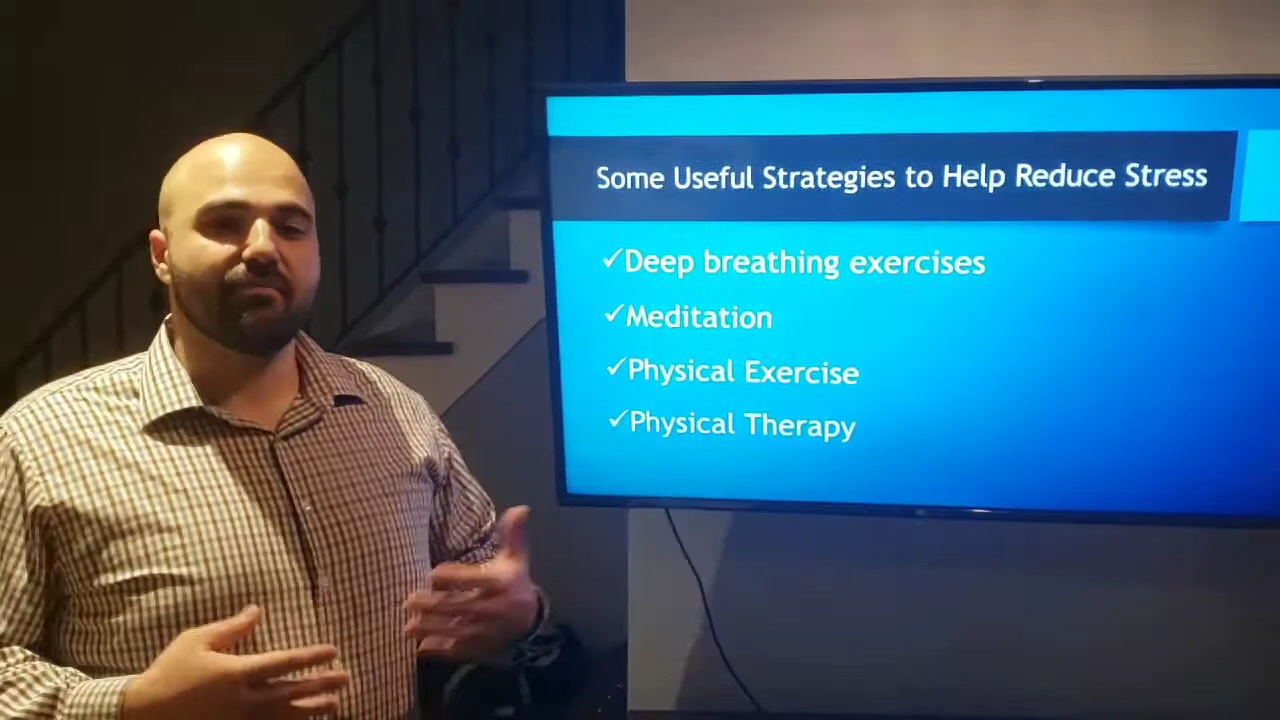 Some Useful Strategies to Help Reduce Stress
✓Deep breathing exercises
✓Meditation
✓Physical Exercise
✓Physical Therapy